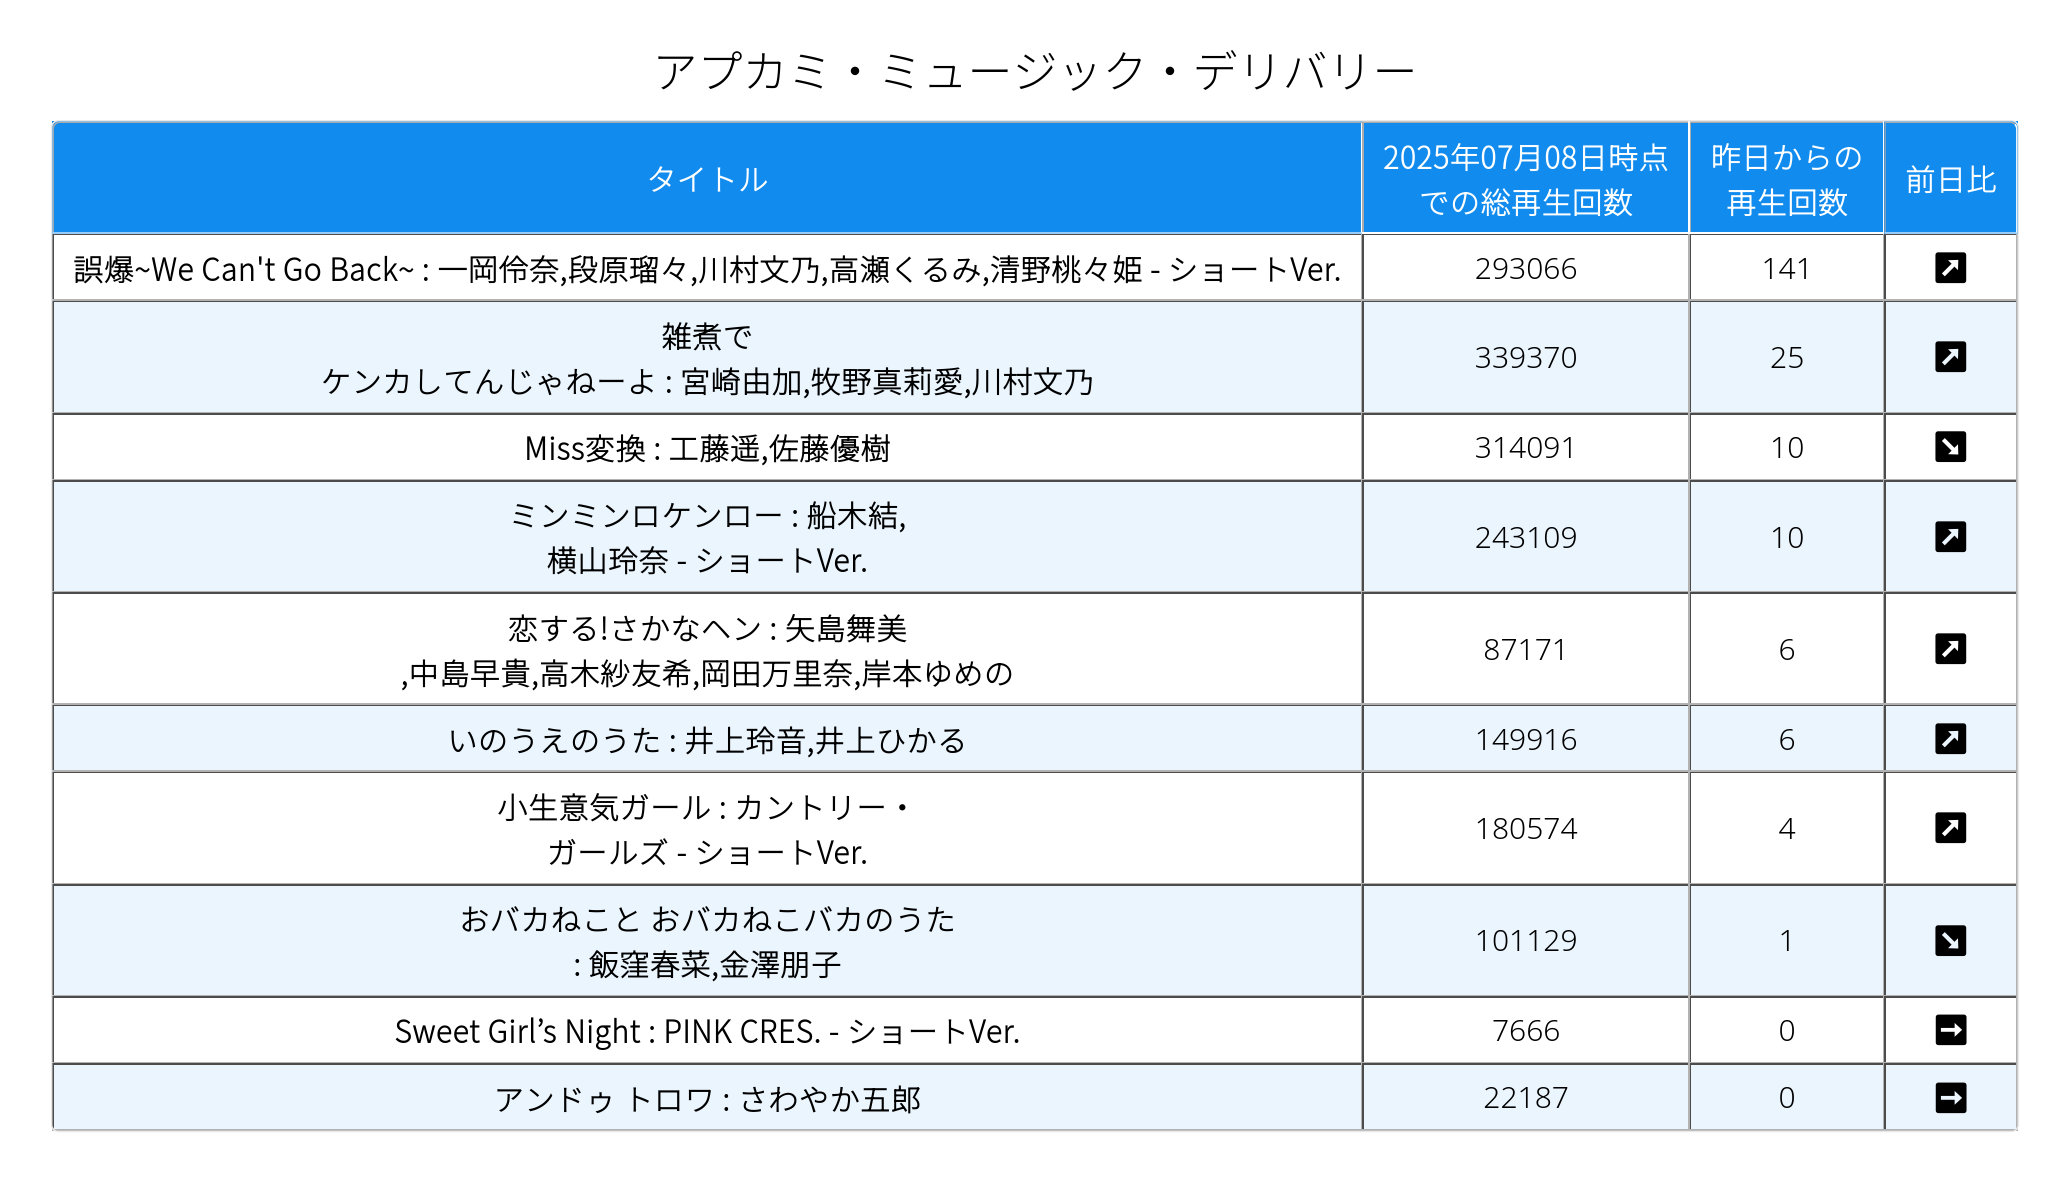 アプカミ・ミュージック・デリバリー
タイトル
2025年07月08日時点
での総再生回数
昨日からの
再生回数
前日比
誤爆~We Can't Go Back~ : 一岡伶奈,段原瑠々,川村文乃,高瀬くるみ,清野桃々姫 - ショートVer.
293066
141
雑煮で
ケンカしてんじゃねーよ : 宮崎由加,牧野真莉愛,川村文乃
339370
25
Miss変換 : 工藤遥,佐藤優樹
314091
10
ミンミンロケンロー : 船木結,
横山玲奈 - ショートVer.
243109
10
恋する!さかなヘン : 矢島舞美
,中島早貴,高木紗友希,岡田万里奈,岸本ゆめの
87171
6
いのうえのうた : 井上玲音,井上ひかる
149916
6
小生意気ガール : カントリー・
ガールズ - ショートVer.
180574
4
おバカねこと おバカねこバカのうた
: 飯窪春菜,金澤朋子
101129
1
Sweet Girl’s Night : PINK CRES. - ショートVer.
7666
0
アンドゥ トロワ : さわやか五郎
22187
0